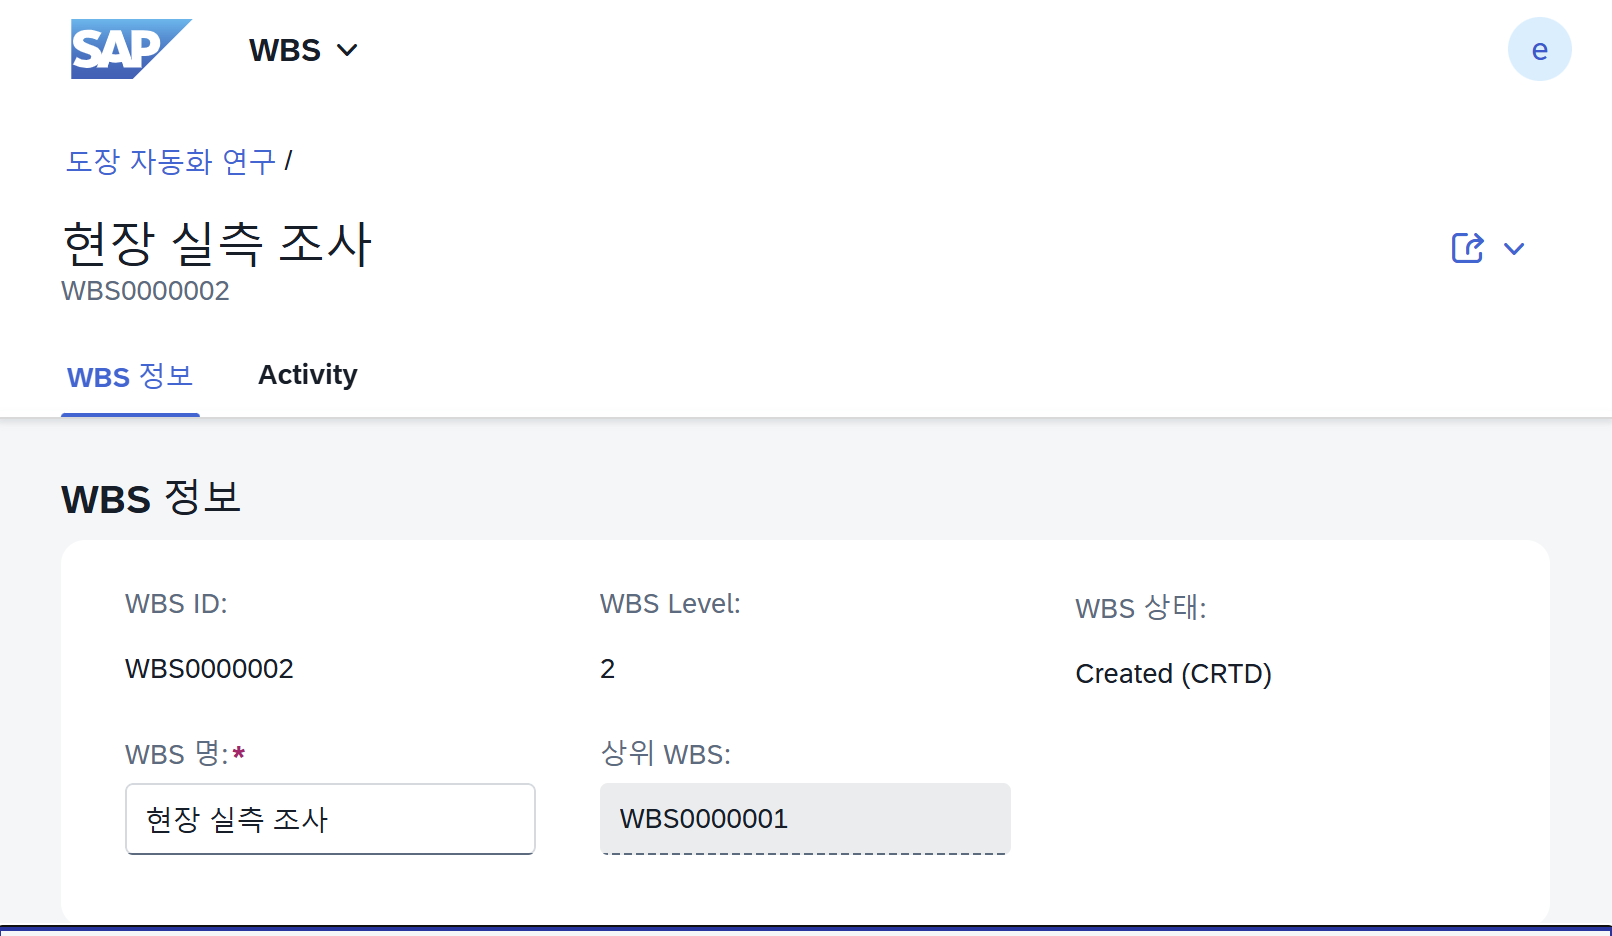 SAP WBS e
도장 자동화 연구 /
현장 실측 조사
WBS0000002
WBS 정보 Activity
WBS 정보
WBS ID: WBS Level: WBS 상태:
WBS0000002 2 Created (CRTD)
WBS 명:* 상위 WBS:
현장 실측 조사 WBS0000001